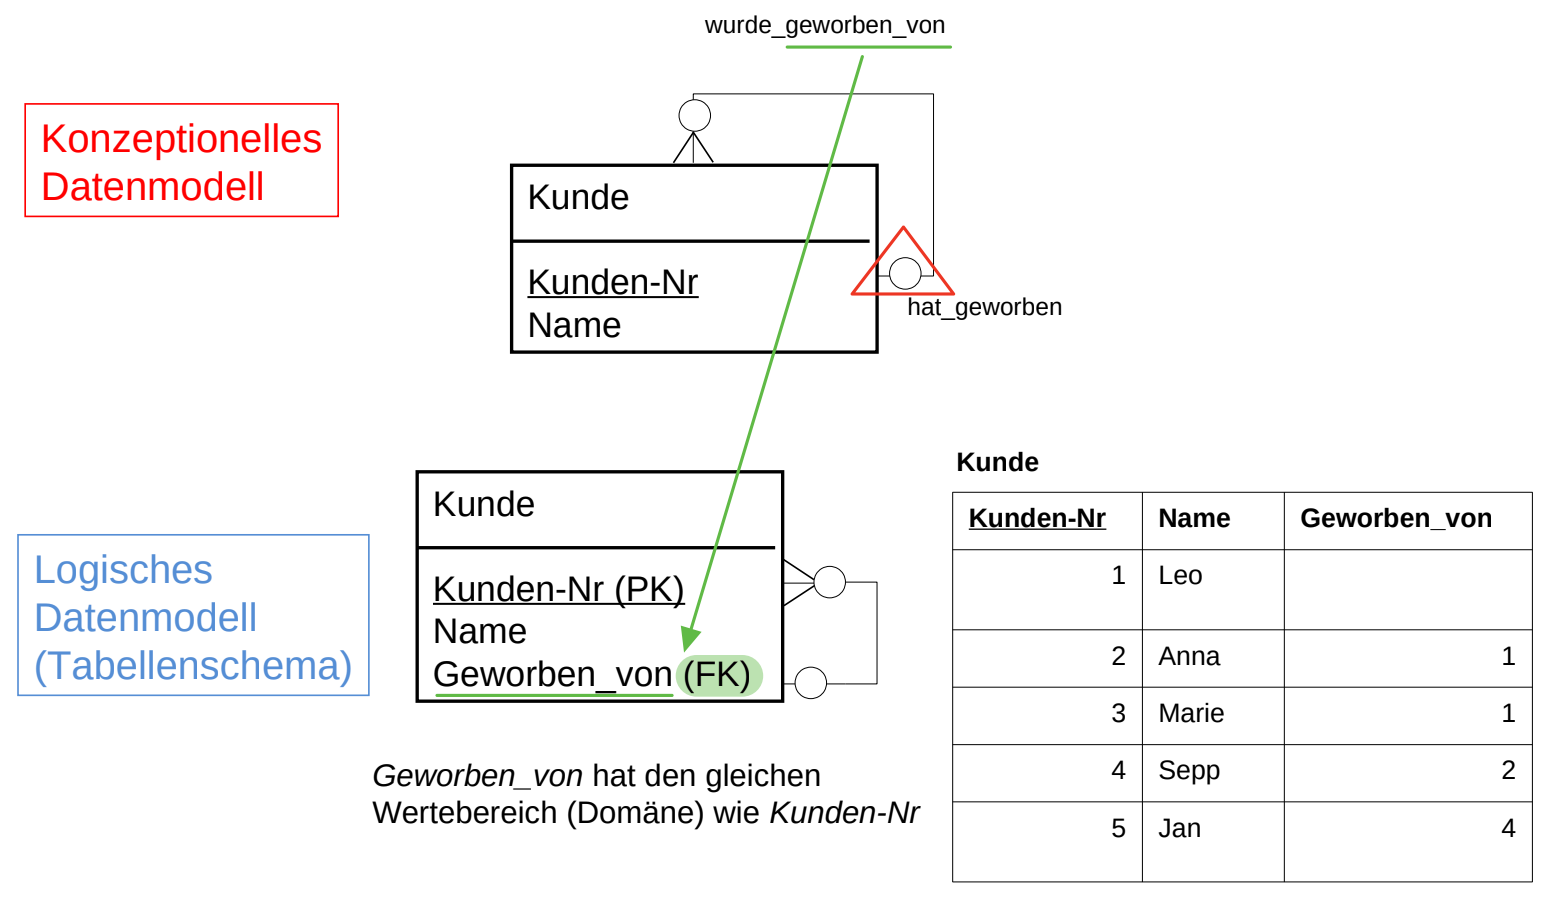 wurde_geworben_von
Konzeptionelles
Datenmodell
Kunde
Kunden-Nr
Name
hat_geworben
Logisches
Datenmodell
(Tabellenschema)
Kunde
Kunden-Nr (PK)
Name
Geworben_von (FK)
Geworben_von hat den gleichen
Wertebereich (Domäne) wie Kunden-Nr
Kunde
Kunden-Nr Name Geworben_von
1 Leo
2 Anna 1
3 Marie 1
4 Sepp 2
5 Jan 4